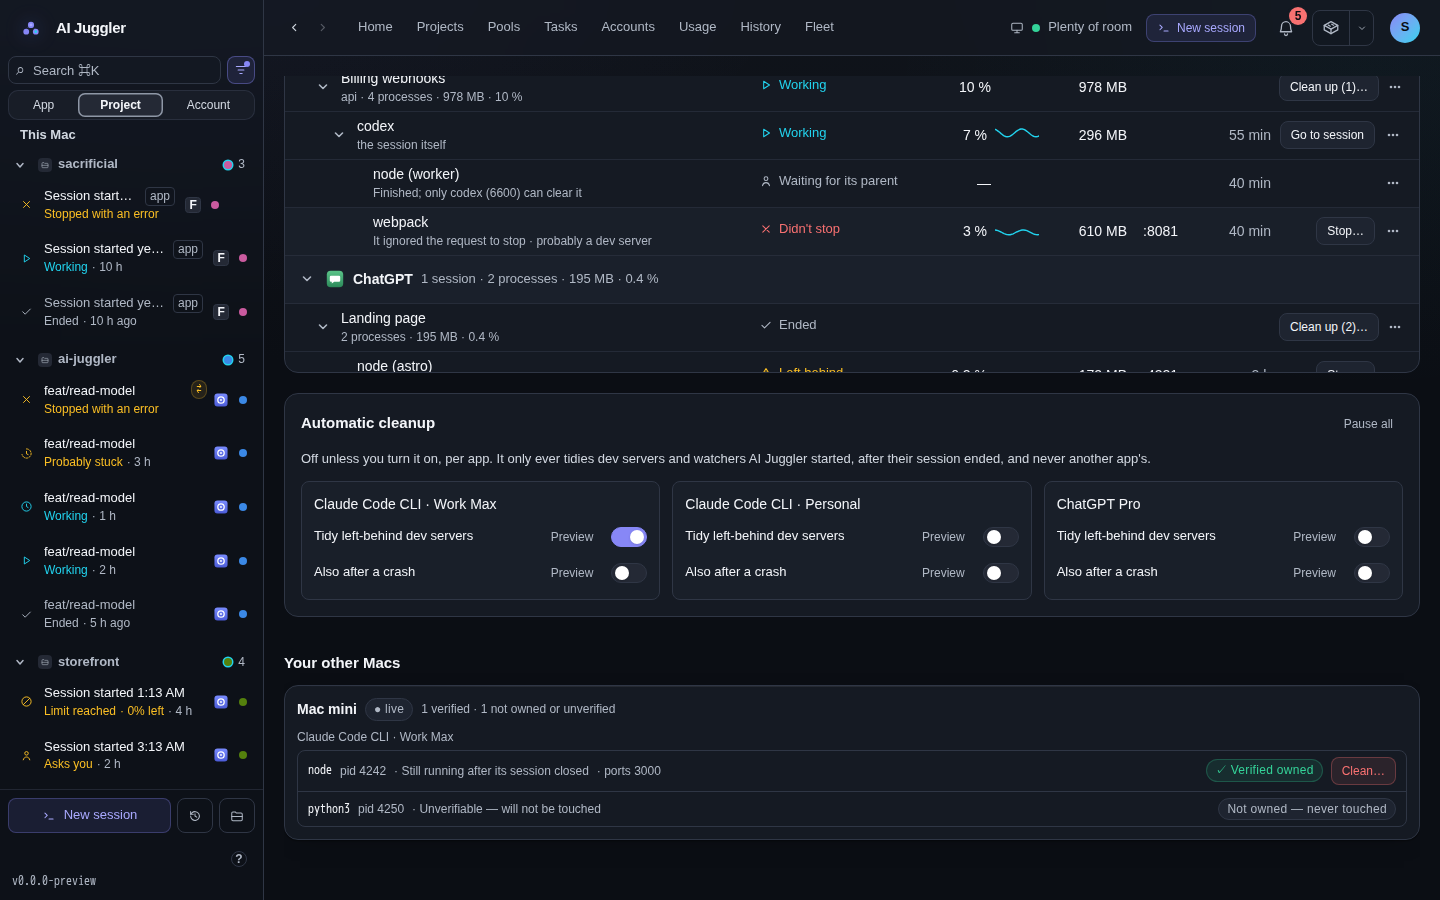 AI Juggler
Search ⌘K
App Project Account
This Mac
sacrificial 3
Session start… app
Stopped with an error
F
Session started ye… app
Working · 10 h
F
Session started ye… app
Ended · 10 h ago
F
ai-juggler 5
feat/read-model
Stopped with an error
feat/read-model
Probably stuck · 3 h
feat/read-model
Working · 1 h
feat/read-model
Working · 2 h
feat/read-model
Ended · 5 h ago
storefront 4
Session started 1:13 AM
Limit reached · 0% left · 4 h
Session started 3:13 AM
Asks you · 2 h
New session
?
v0.0.0-preview
Home Projects Pools Tasks Accounts Usage History Fleet
Plenty of room
New session
5
S
Billing webhooks
api · 4 processes · 978 MB · 10 %
Working 10 % 978 MB Clean up (1)…
codex
the session itself
Working 7 % 296 MB 55 min Go to session
node (worker)
Finished; only codex (6600) can clear it
Waiting for its parent — 40 min
webpack
It ignored the request to stop · probably a dev server
Didn't stop 3 % 610 MB :8081 40 min Stop…
ChatGPT 1 session · 2 processes · 195 MB · 0.4 %
Landing page
2 processes · 195 MB · 0.4 %
Ended Clean up (2)…
node (astro)
Left behind
Automatic cleanup
Pause all
Off unless you turn it on, per app. It only ever tidies dev servers and watchers AI Juggler started, after their session ended, and never another app's.
Claude Code CLI · Work Max
Tidy left-behind dev servers Preview
Also after a crash Preview
Claude Code CLI · Personal
Tidy left-behind dev servers Preview
Also after a crash Preview
ChatGPT Pro
Tidy left-behind dev servers Preview
Also after a crash Preview
Your other Macs
Mac mini live 1 verified · 1 not owned or unverified
Claude Code CLI · Work Max
node pid 4242 · Still running after its session closed · ports 3000
✓ Verified owned Clean…
python3 pid 4250 · Unverifiable — will not be touched
Not owned — never touched